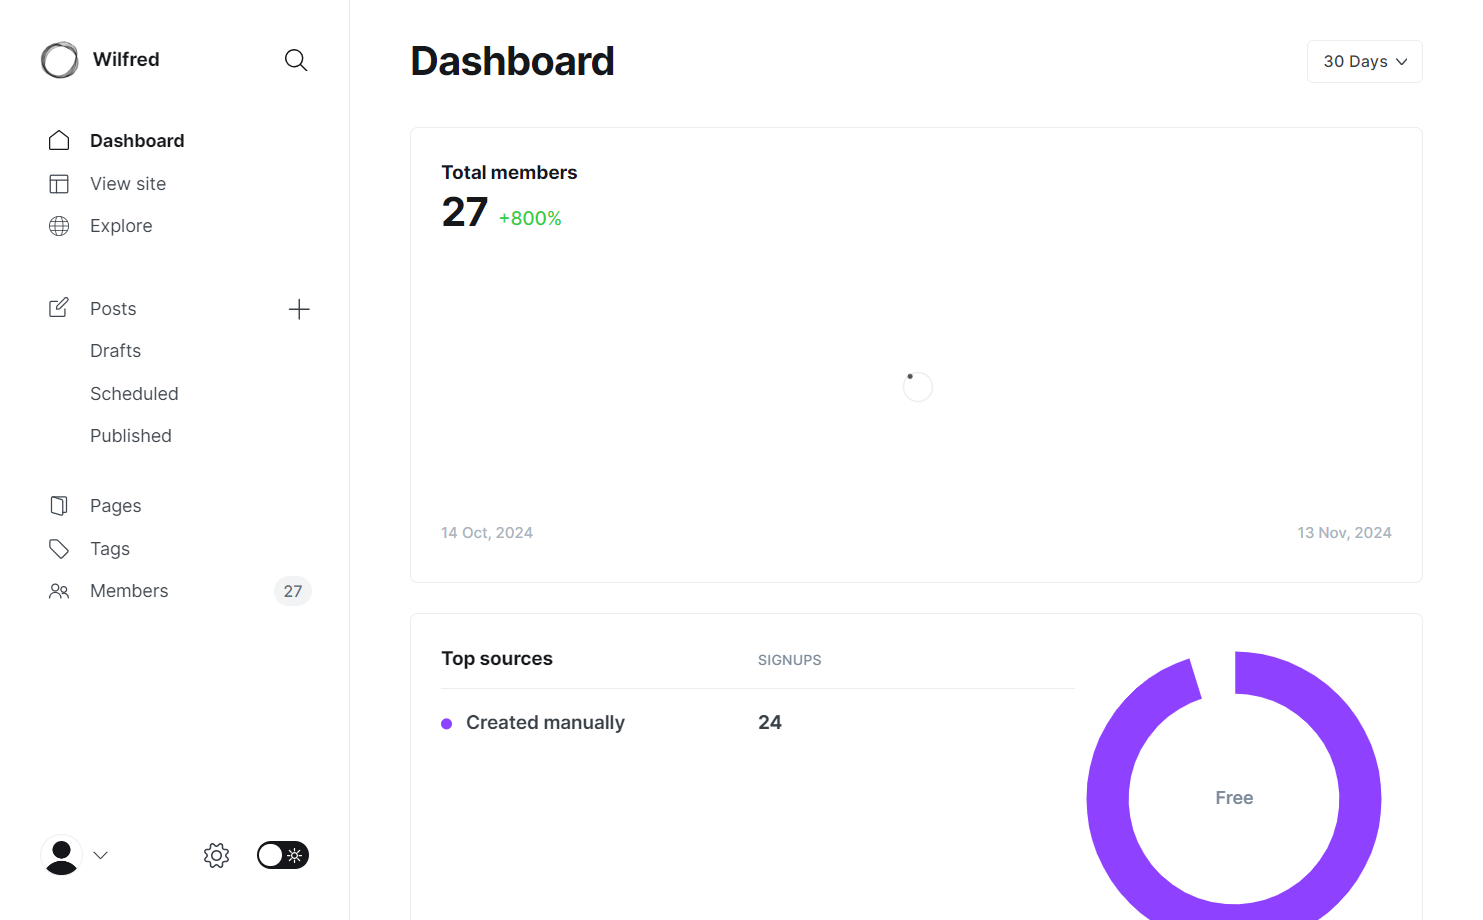 Wilfred
Dashboard
View site
Explore
Posts
Drafts
Scheduled
Published
Pages
Tags
Members 27
Dashboard
30 Days
Total members
27 +800%
14 Oct, 2024 13 Nov, 2024
Top sources SIGNUPS
Created manually 24
Free